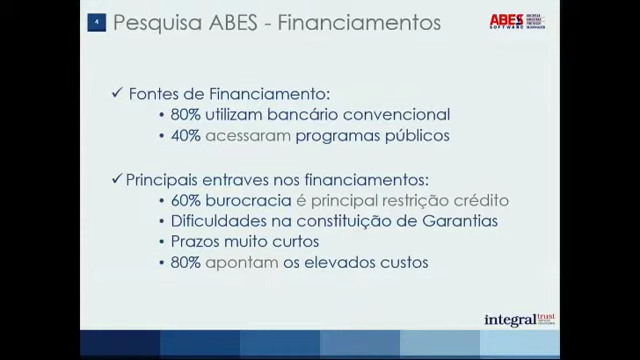 4
Pesquisa ABES - Financiamentos
ABES
SOFTWARE
✓ Fontes de Financiamento:
• 80% utilizam bancário convencional
• 40% acessaram programas públicos
✓ Principais entraves nos financiamentos:
• 60% burocracia é principal restrição crédito
• Dificuldades na constituição de Garantias
• Prazos muito curtos
• 80% apontam os elevados custos
integral trust